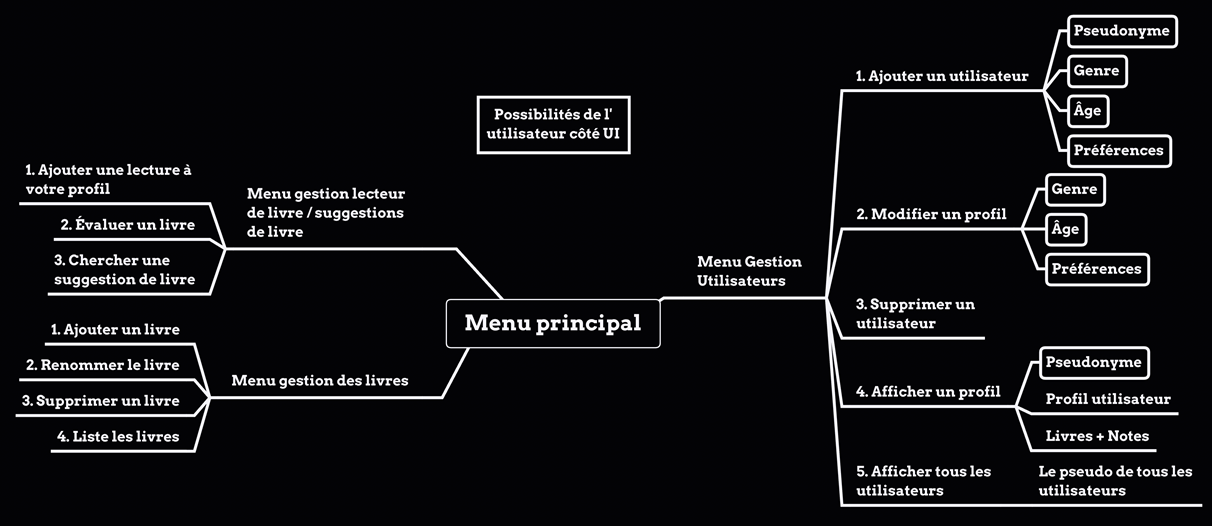 Possibilités de l'
utilisateur côté UI
Menu principal
Menu gestion lecteur
de livre / suggestions
de livre
1. Ajouter une lecture à
votre profil
2. Évaluer un livre
3. Chercher une
suggestion de livre
Menu gestion des livres
1. Ajouter un livre
2. Renommer le livre
3. Supprimer un livre
4. Liste les livres
Menu Gestion
Utilisateurs
1. Ajouter un utilisateur
Pseudonyme
Genre
Âge
Préférences
2. Modifier un profil
Genre
Âge
Préférences
3. Supprimer un
utilisateur
4. Afficher un profil
Pseudonyme
Profil utilisateur
Livres + Notes
5. Afficher tous les
utilisateurs
Le pseudo de tous les
utilisateurs